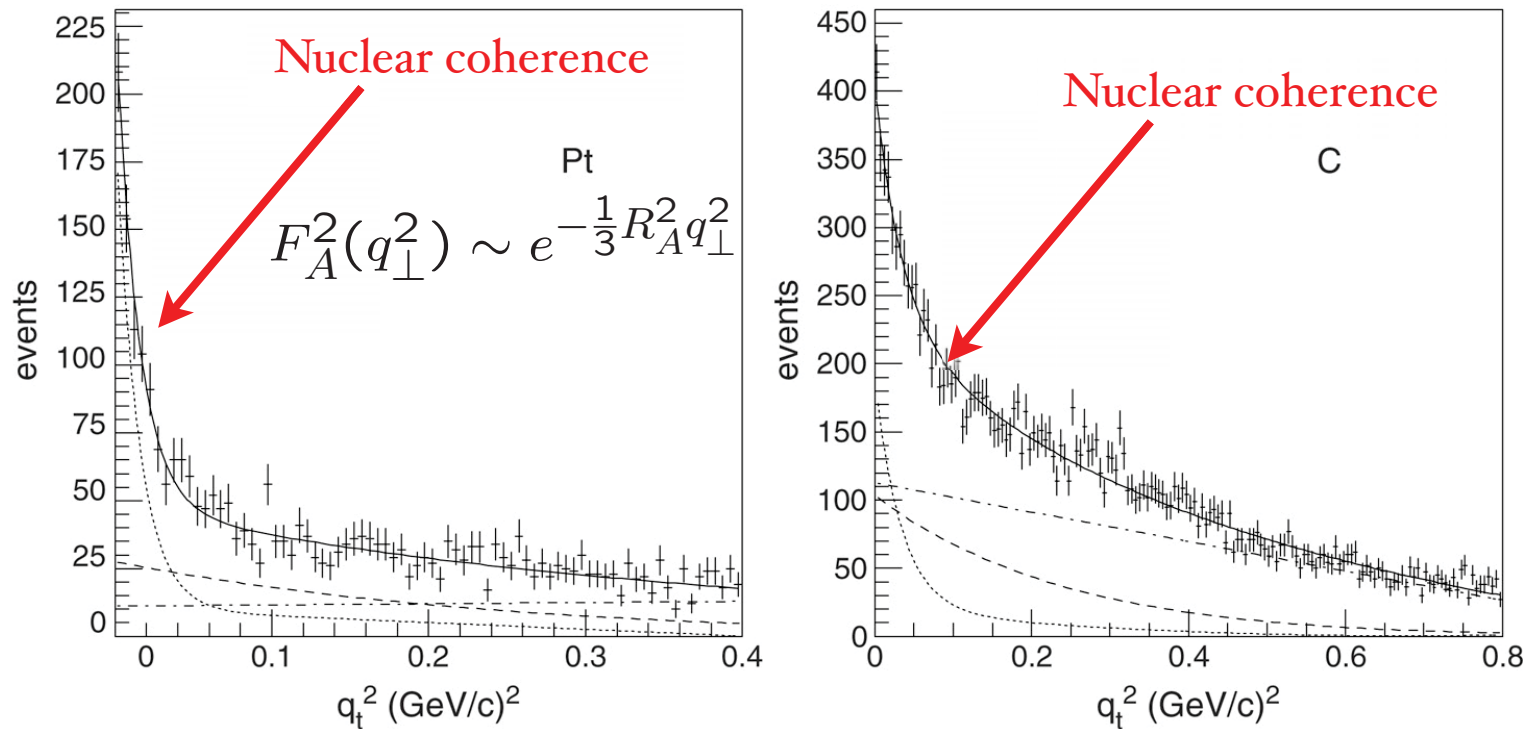 225
200
175
150
125
100
75
50
25
0
events
Nuclear coherence
Pt
F_A^2(q_⊥^2) ∼ e^{-\frac{1}{3}R_A^2 q_⊥^2}
0 0.1 0.2 0.3 0.4
q_t^2 (GeV/c)^2
450
400
350
300
250
200
150
100
50
0
events
Nuclear coherence
C
0 0.2 0.4 0.6 0.8
q_t^2 (GeV/c)^2